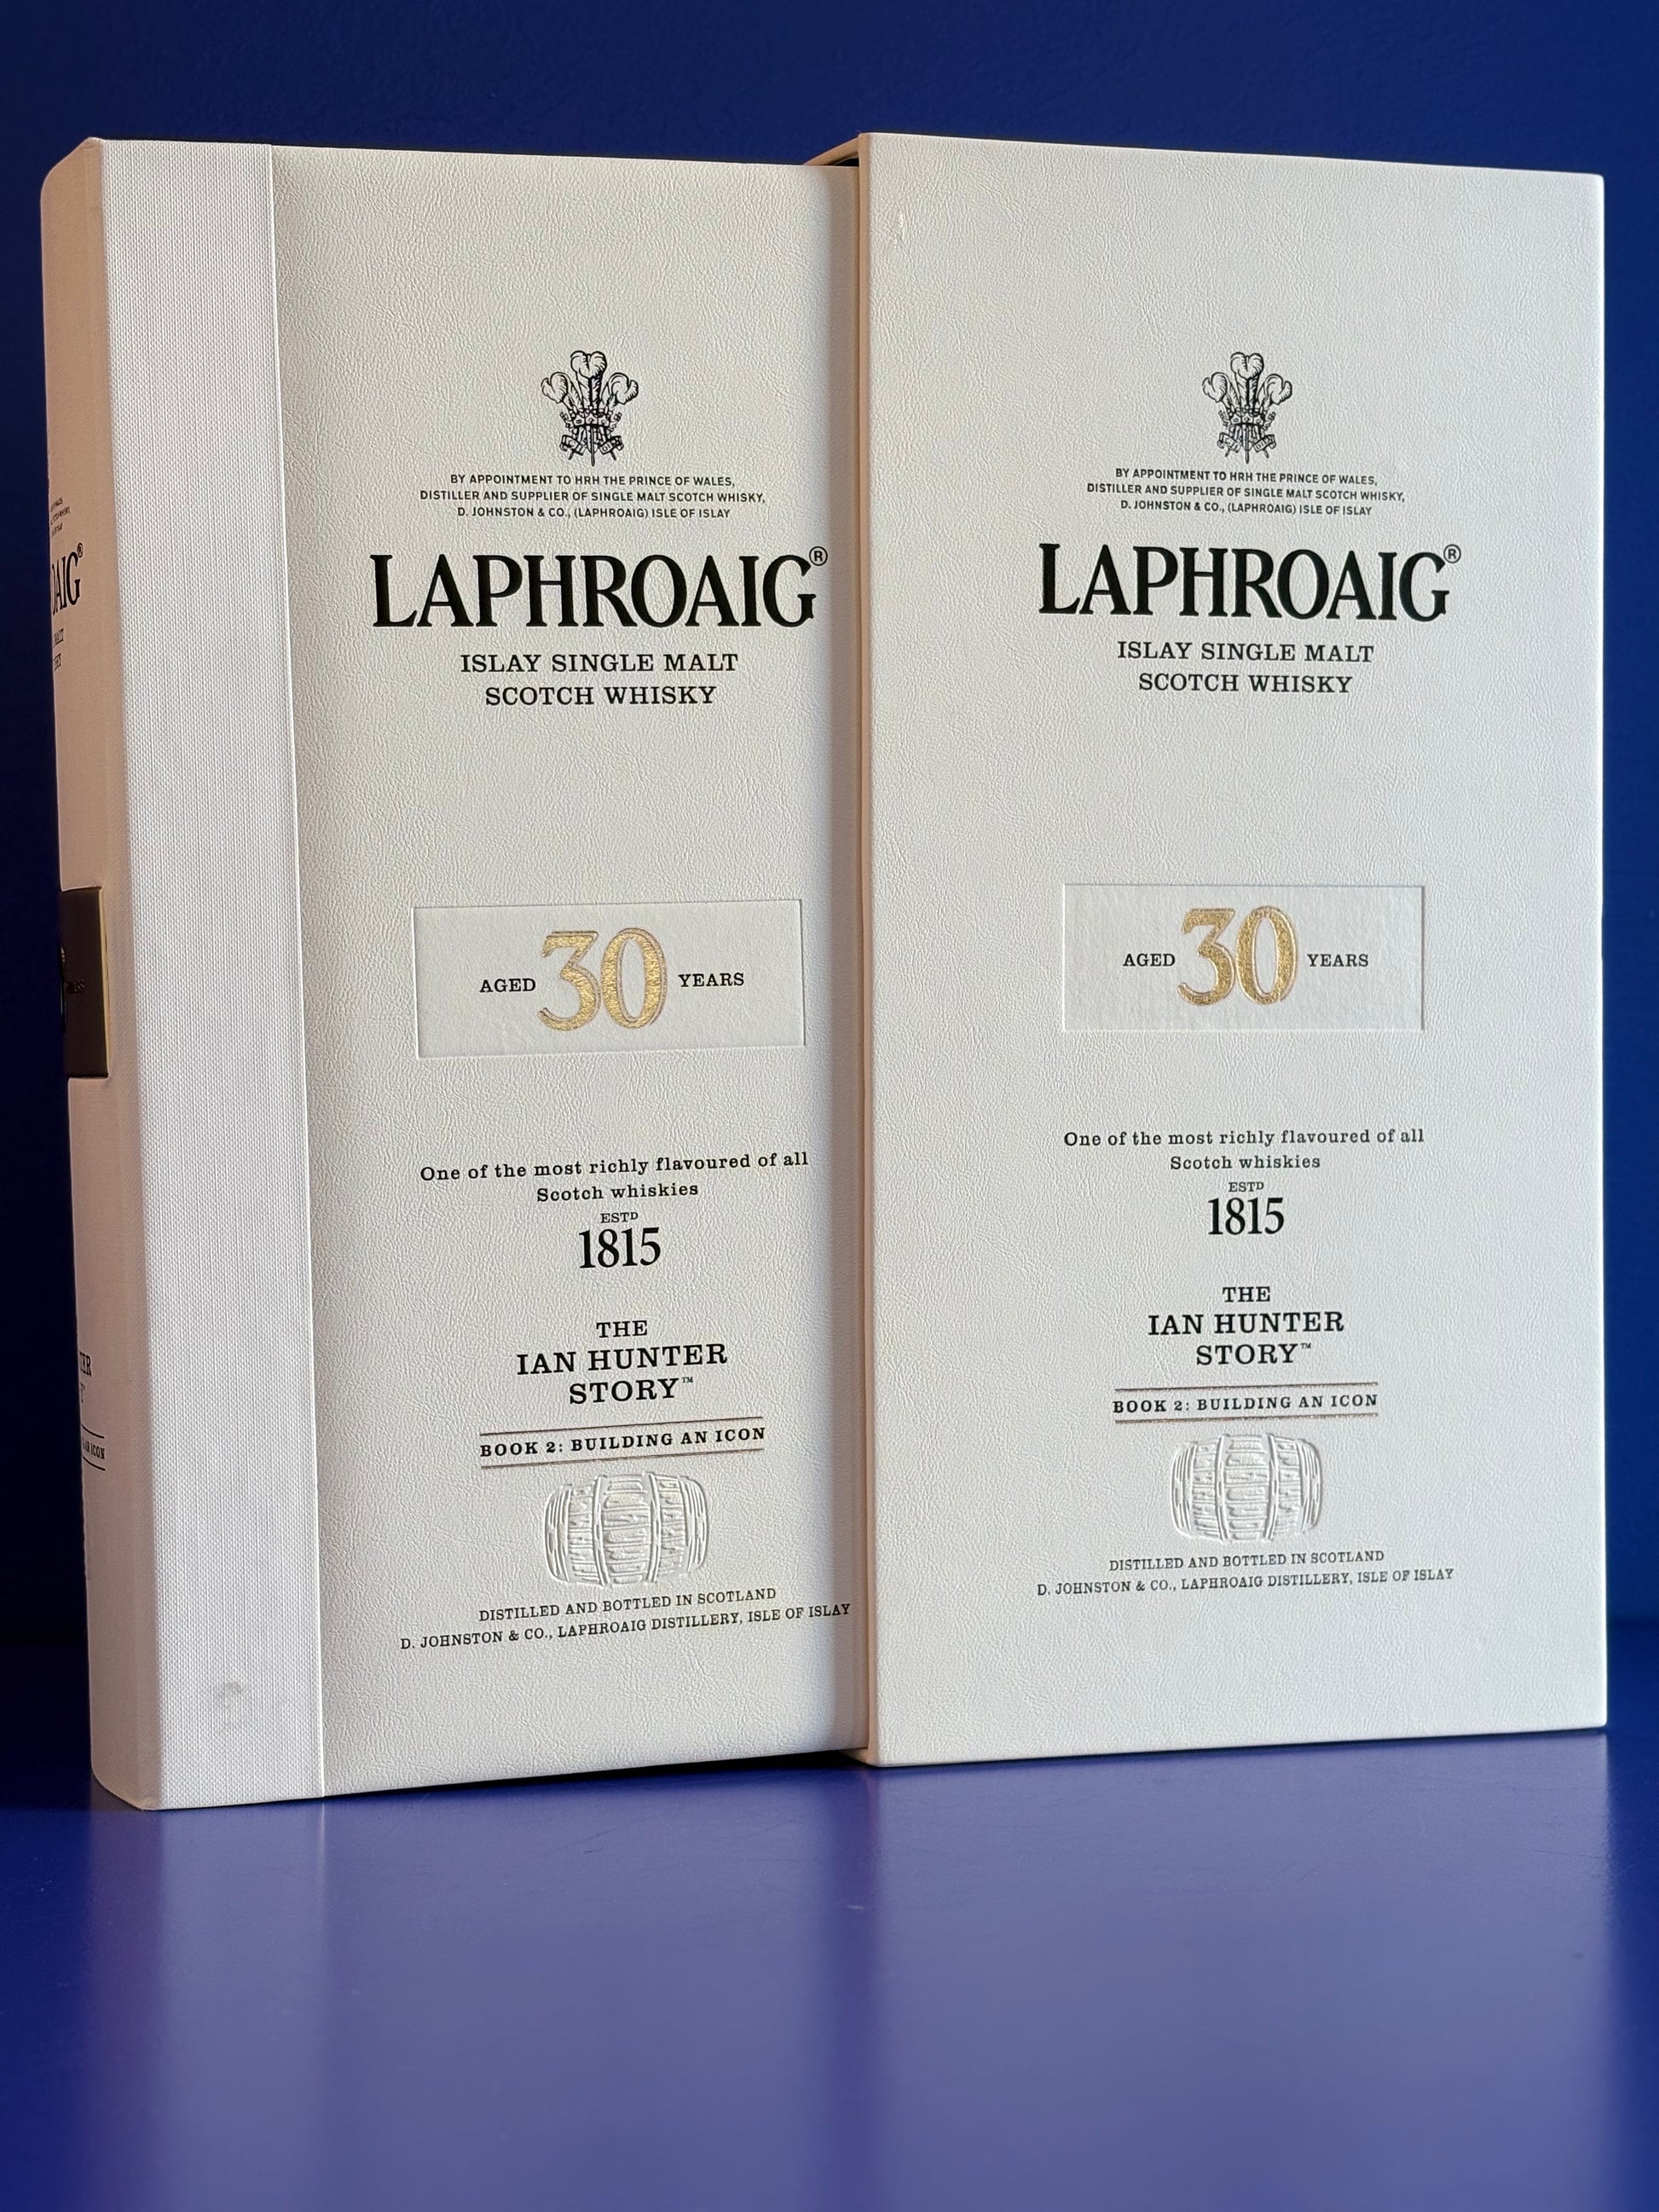 BY APPOINTMENT TO HRH THE PRINCE OF WALES,
DISTILLER AND SUPPLIER OF SINGLE MALT SCOTCH WHISKY,
D. JOHNSTON & CO., (LAPHROAIG) ISLE OF ISLAY
LAPHROAIG®
ISLAY SINGLE MALT
SCOTCH WHISKY
AGED 30 YEARS
One of the most richly flavoured of all
Scotch whiskies
ESTD
1815
THE
IAN HUNTER
STORY™
BOOK 2: BUILDING AN ICON
DISTILLED AND BOTTLED IN SCOTLAND
D. JOHNSTON & CO., LAPHROAIG DISTILLERY, ISLE OF ISLAY
BY APPOINTMENT TO HRH THE PRINCE OF WALES,
DISTILLER AND SUPPLIER OF SINGLE MALT SCOTCH WHISKY,
D. JOHNSTON & CO., (LAPHROAIG) ISLE OF ISLAY
LAPHROAIG®
ISLAY SINGLE MALT
SCOTCH WHISKY
AGED 30 YEARS
One of the most richly flavoured of all
Scotch whiskies
ESTD
1815
THE
IAN HUNTER
STORY™
BOOK 2: BUILDING AN ICON
DISTILLED AND BOTTLED IN SCOTLAND
D. JOHNSTON & CO., LAPHROAIG DISTILLERY, ISLE OF ISLAY